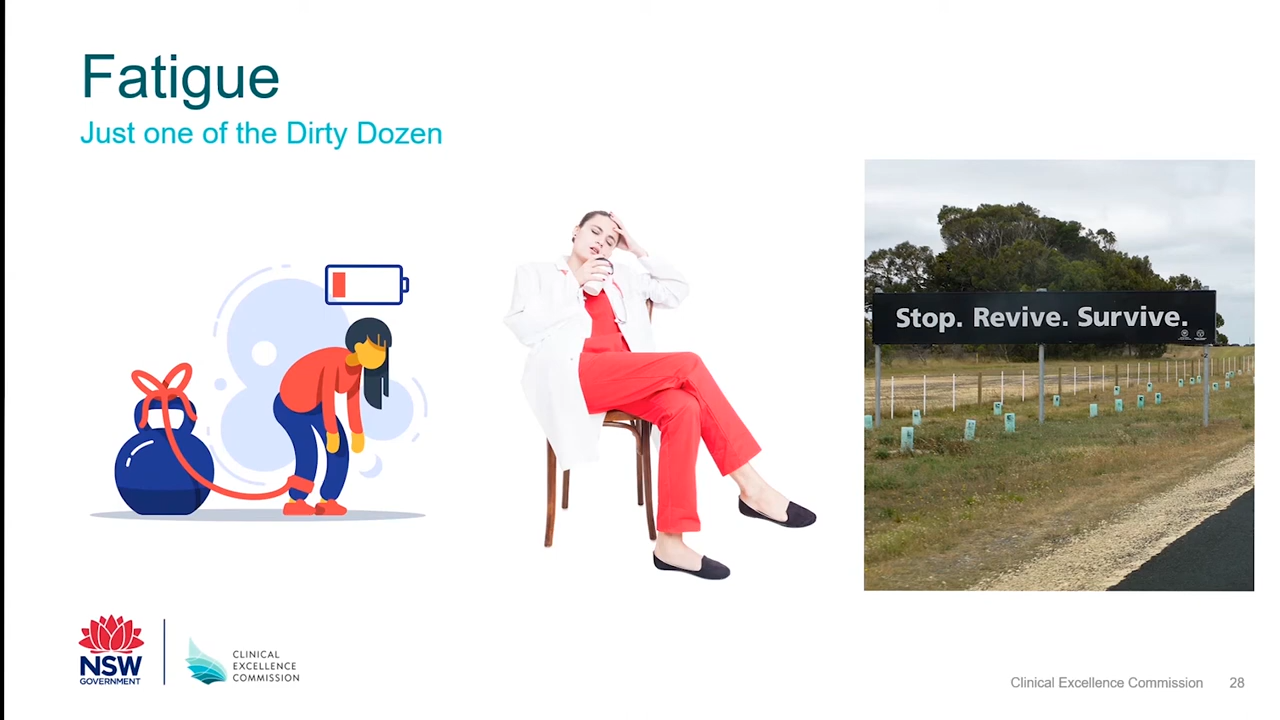 Fatigue
Just one of the Dirty Dozen
Stop. Revive. Survive.
NSW
GOVERNMENT
CLINICAL
EXCELLENCE
COMMISSION
Clinical Excellence Commission 28